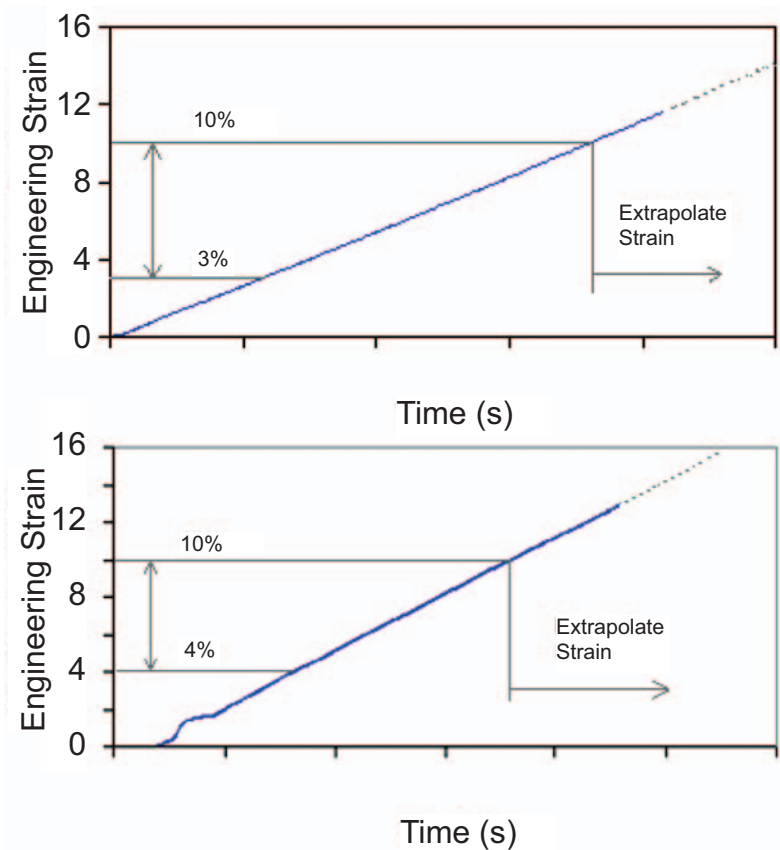 16
12
8
4
0
Engineering Strain
10%
3%
Extrapolate
Strain
Time (s)
16
12
8
4
0
Engineering Strain
10%
4%
Extrapolate
Strain
Time (s)